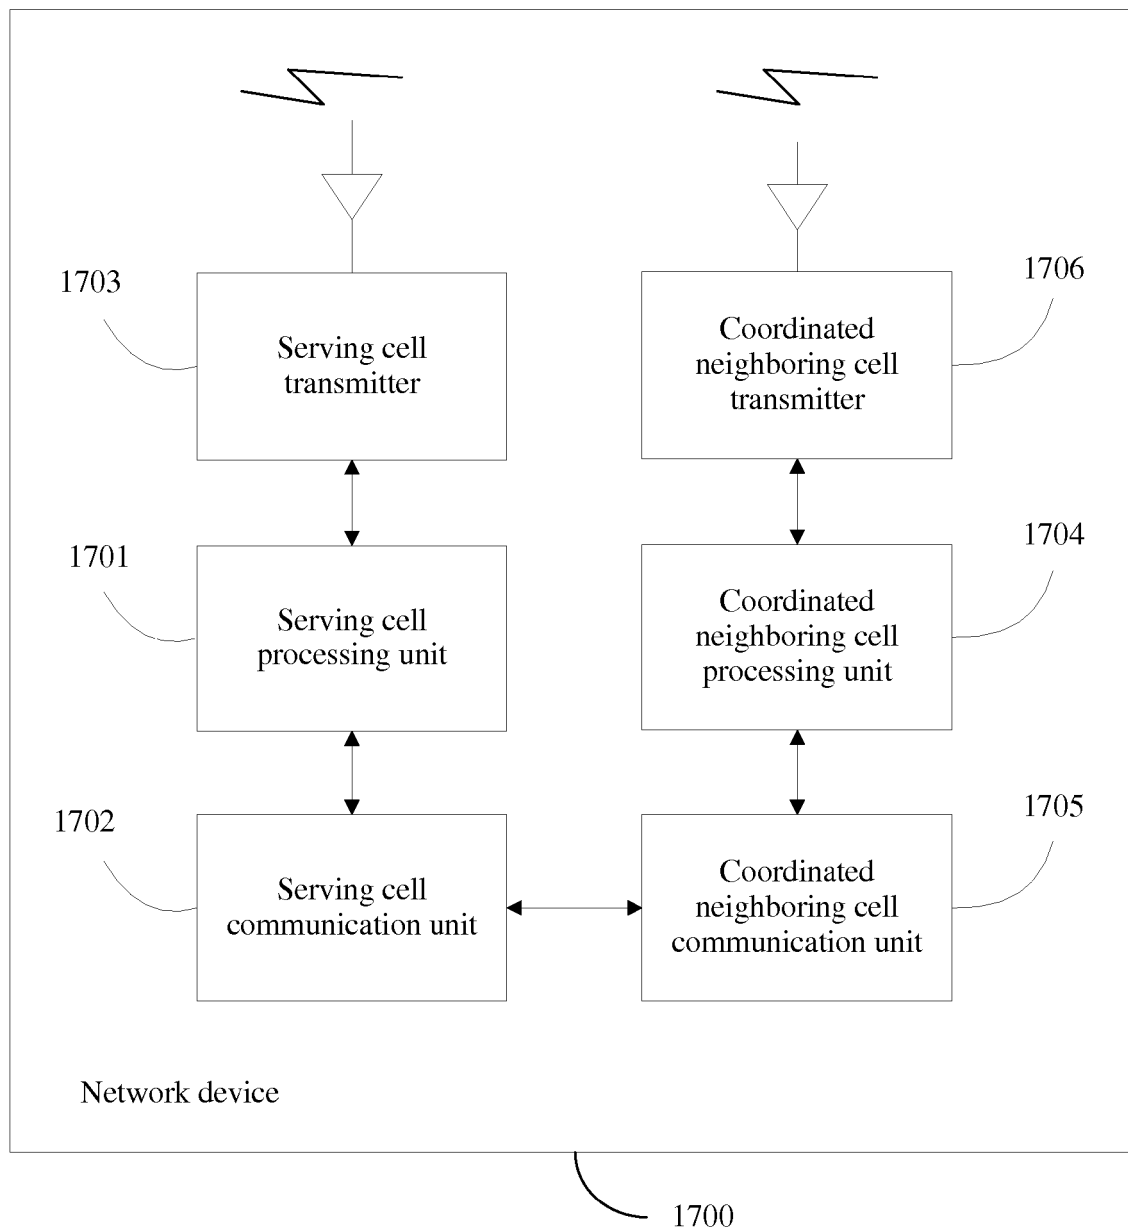 1703
Serving cell
transmitter
Coordinated
neighboring cell
transmitter
1706
1701
Serving cell
processing unit
Coordinated
neighboring cell
processing unit
1704
1702
Serving cell
communication unit
Coordinated
neighboring cell
communication unit
1705
Network device
1700